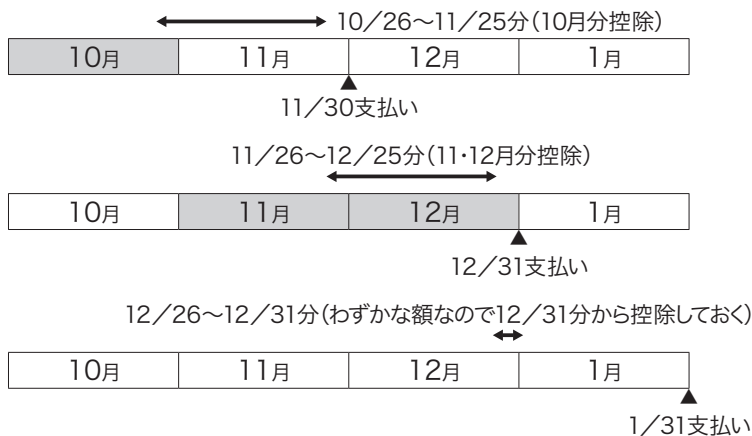 10／26～11／25分（10月分控除）
10月 11月 12月 1月
11／30支払い
11／26～12／25分（11・12月分控除）
10月 11月 12月 1月
12／31支払い
12／26～12／31分（わずかな額なので12／31分から控除しておく）
10月 11月 12月 1月
1／31支払い